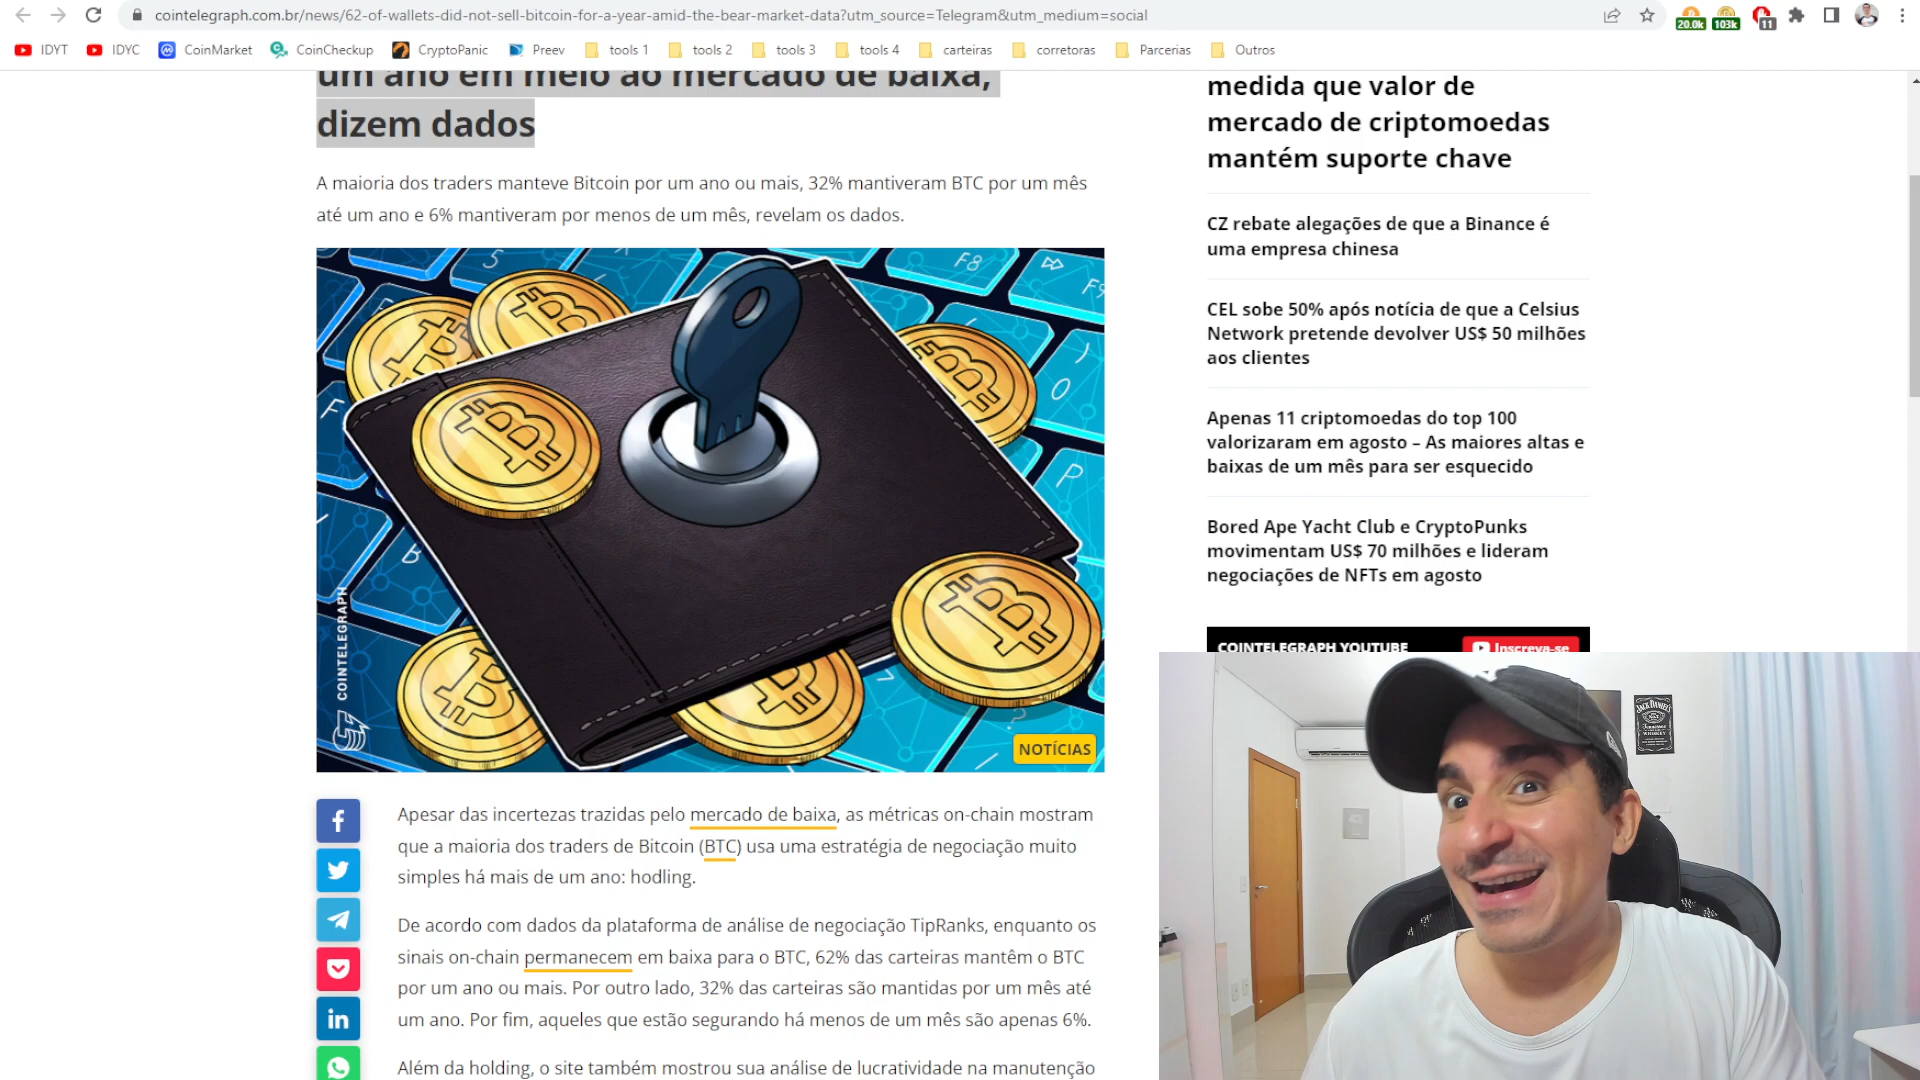 cointelegraph.com.br/news/62-of-wallets-did-not-sell-bitcoin-for-a-year-amid-the-bear-market-data?utm_source=Telegram&utm_medium=social
20.0k
103k
11
IDYT
IDYC
CoinMarket
CoinCheckup
CryptoPanic
Preev
tools 1
tools 2
tools 3
tools 4
carteiras
corretoras
Parcerias
Outros
um ano em meio ao mercado de baixa,
dizem dados
A maioria dos traders manteve Bitcoin por um ano ou mais, 32% mantiveram BTC por um mês
até um ano e 6% mantiveram por menos de um mês, revelam os dados.
5
K
F8
F9
F
O
P
B
7
?
COINTELEGRAPH
NOTÍCIAS
Apesar das incertezas trazidas pelo mercado de baixa, as métricas on-chain mostram
que a maioria dos traders de Bitcoin (BTC) usa uma estratégia de negociação muito
simples há mais de um ano: hodling.
De acordo com dados da plataforma de análise de negociação TipRanks, enquanto os
sinais on-chain permanecem em baixa para o BTC, 62% das carteiras mantêm o BTC
por um ano ou mais. Por outro lado, 32% das carteiras são mantidas por um mês até
um ano. Por fim, aqueles que estão segurando há menos de um mês são apenas 6%.
Além da holding, o site também mostrou sua análise de lucratividade na manutenção
medida que valor de
mercado de criptomoedas
mantém suporte chave
CZ rebate alegações de que a Binance é
uma empresa chinesa
CEL sobe 50% após notícia de que a Celsius
Network pretende devolver US$ 50 milhões
aos clientes
Apenas 11 criptomoedas do top 100
valorizaram em agosto – As maiores altas e
baixas de um mês para ser esquecido
Bored Ape Yacht Club e CryptoPunks
movimentam US$ 70 milhões e lideram
negociações de NFTs em agosto
COINTELEGRAPH YOUTUBE
Inscreva-se
JACK DANIEL'S
Tennessee
WHISKEY